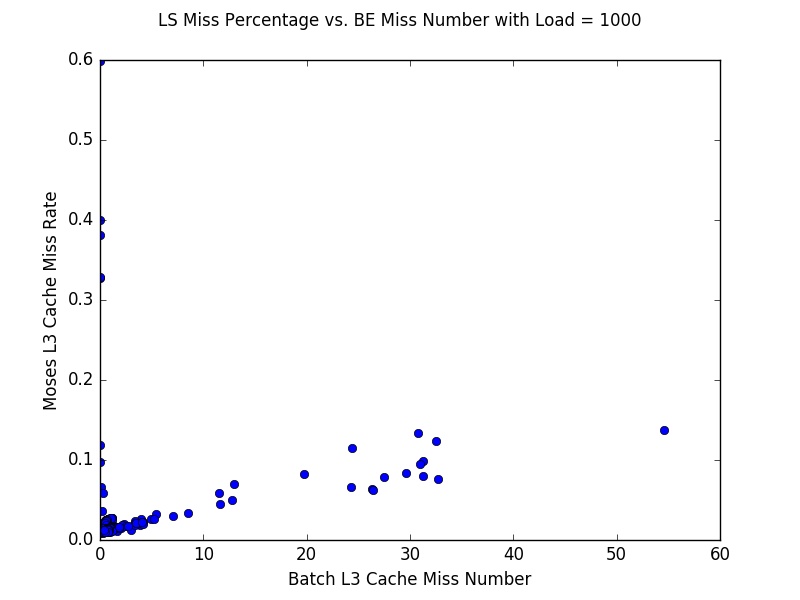 LS Miss Percentage vs. BE Miss Number with Load = 1000
0.6
0.5
0.4
0.3
0.2
0.1
0.0
Moses L3 Cache Miss Rate
0 10 20 30 40 50 60
Batch L3 Cache Miss Number